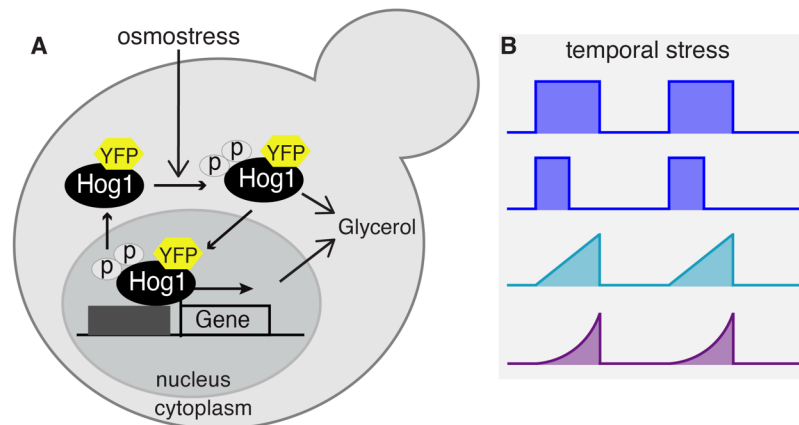 A
osmostress
YFP
Hog1
p
p
YFP
Hog1
Glycerol
p
p
YFP
Hog1
Gene
nucleus
cytoplasm
B
temporal stress